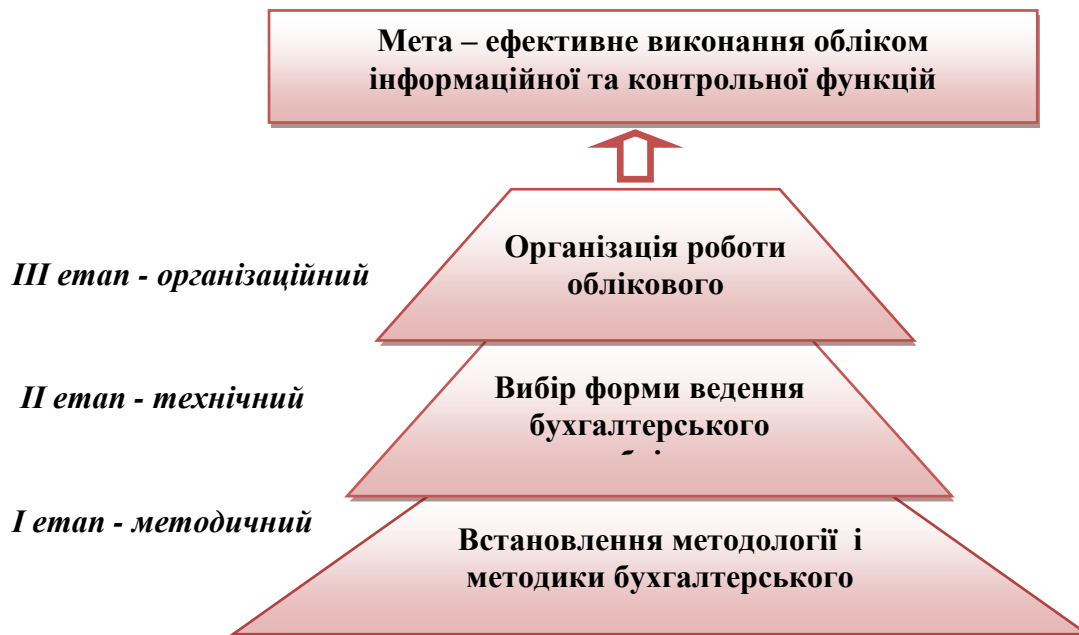 Мета – ефективне виконання обліком
інформаційної та контрольної функцій
Організація роботи
облікового
III етап - організаційний
Вибір форми ведення
бухгалтерського
II етап - технічний
I етап - методичний
Встановлення методології і
методики бухгалтерського